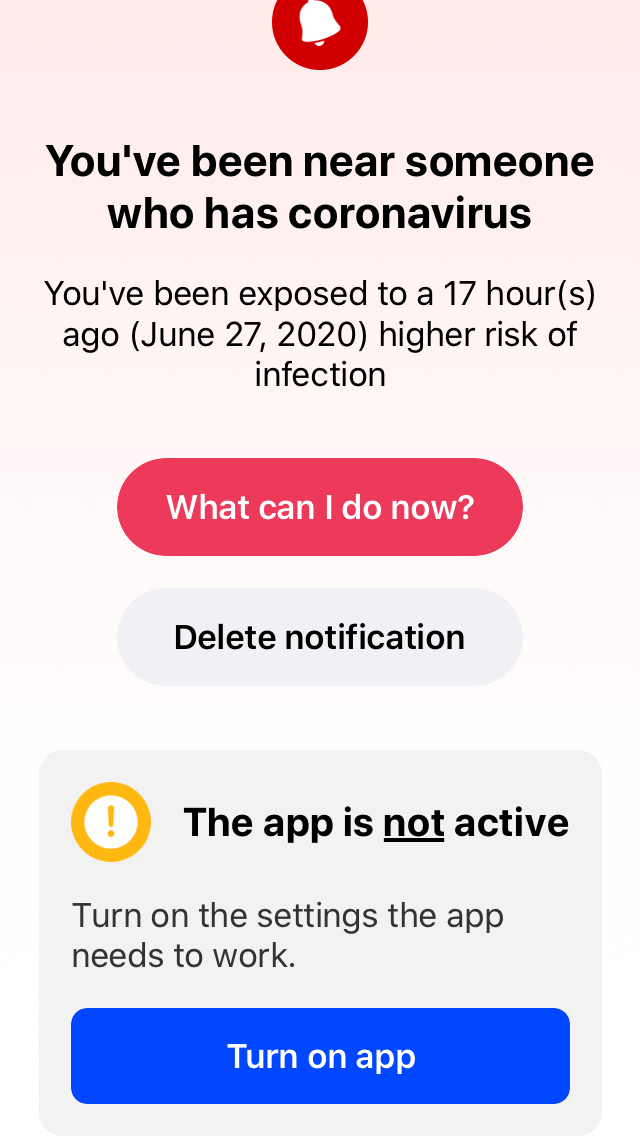 You've been near someone
who has coronavirus
You've been exposed to a 17 hour(s)
ago (June 27, 2020) higher risk of
infection
What can I do now?
Delete notification
The app is not active
Turn on the settings the app
needs to work.
Turn on app